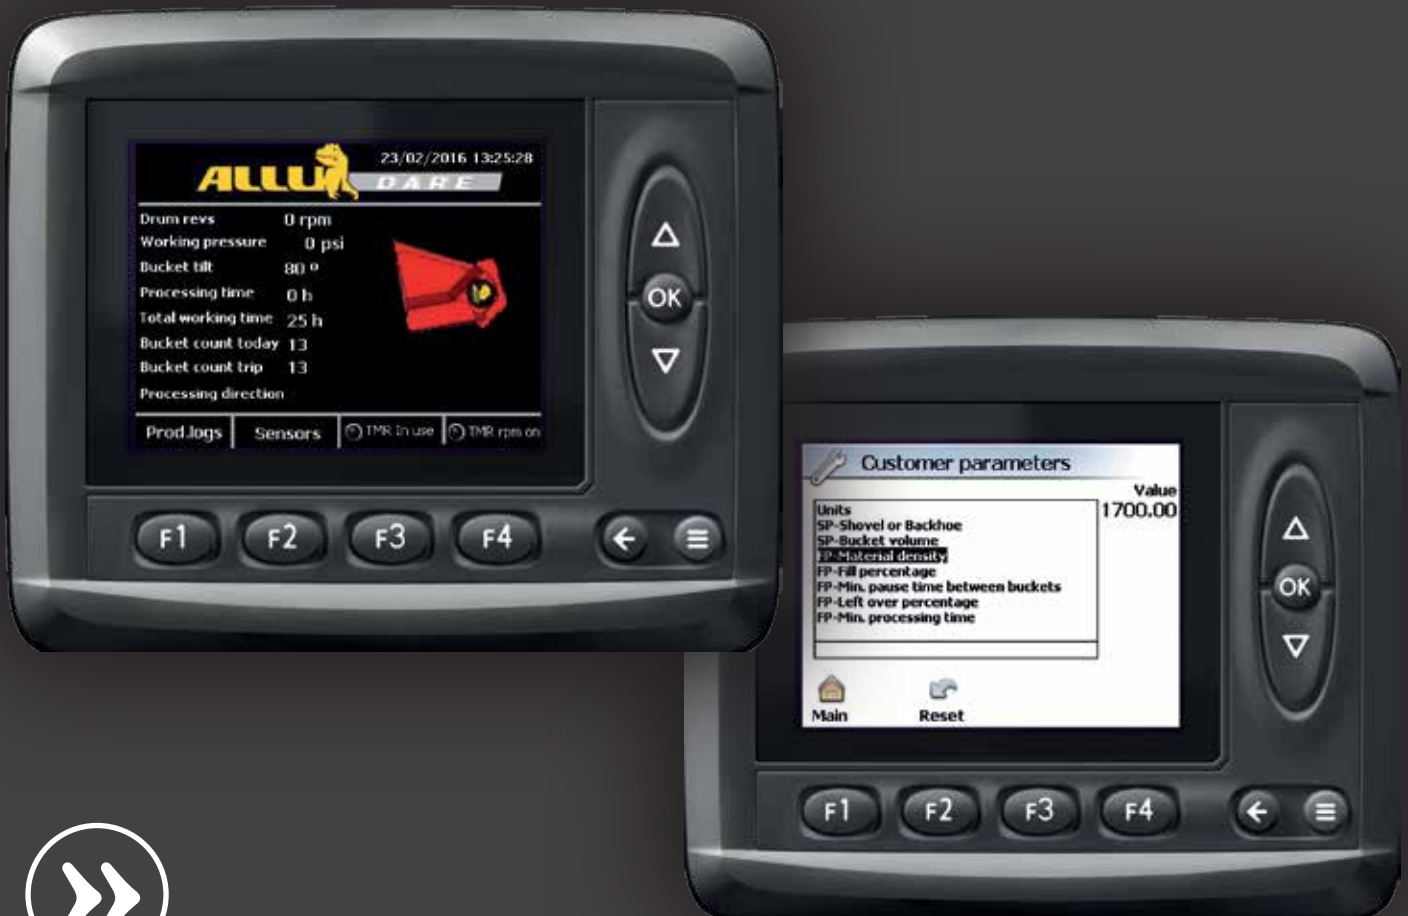 ALLU
23/02/2016 13:25:28
DARE
Drum revs 0 rpm
Working pressure 0 psi
Bucket tilt 80 º
Processing time 0 h
Total working time 25 h
Bucket count today 13
Bucket count trip 13
Processing direction
Prod.logs Sensors TMR In use TMR rpm on
OK
F1 F2 F3 F4
Customer parameters
Value
Units 1700.00
SP-Shovel or Backhoe
SP-Bucket volume
FP-Material density
FP-Fill percentage
FP-Min. pause time between buckets
FP-Left over percentage
FP-Min. processing time
Main Reset
OK
F1 F2 F3 F4